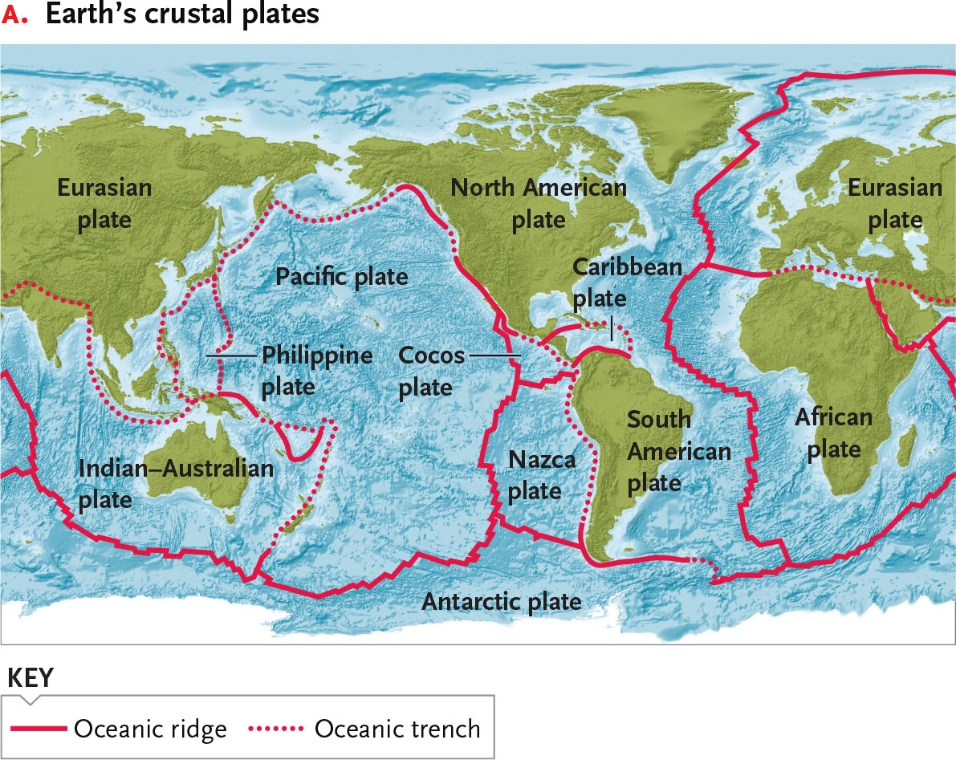 A. Earth's crustal plates
Eurasian
plate
North American
plate
Eurasian
plate
Pacific plate
Caribbean
plate
Philippine
plate
Cocos
plate
South
American
plate
African
plate
Nazca
plate
Indian–Australian
plate
Antarctic plate
KEY
Oceanic ridge
Oceanic trench